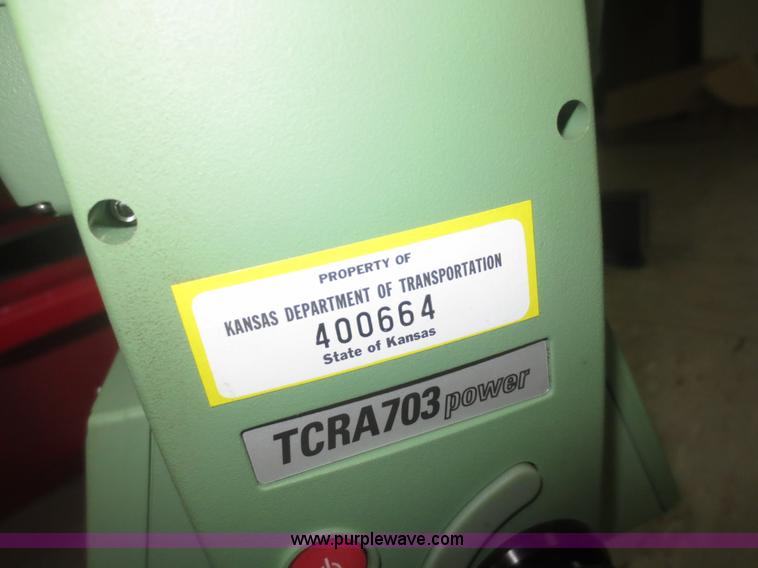 PROPERTY OF
KANSAS DEPARTMENT OF TRANSPORTATION
400664
State of Kansas
TCRA703 power
www.purplewave.com